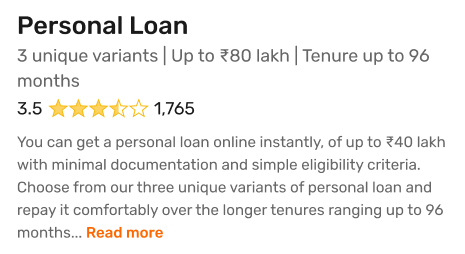 Personal Loan
3 unique variants | Up to ₹80 lakh | Tenure up to 96
months
3.5 1,765
You can get a personal loan online instantly, of up to ₹40 lakh
with minimal documentation and simple eligibility criteria.
Choose from our three unique variants of personal loan and
repay it comfortably over the longer tenures ranging up to 96
months... Read more